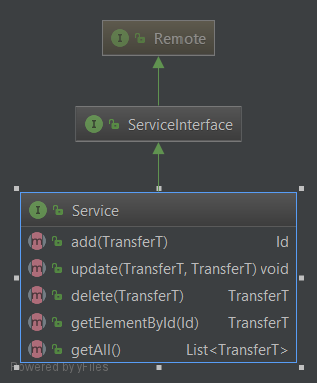 I Remote
I ServiceInterface
I Service
m add(TransferT) Id
m update(TransferT, TransferT) void
m delete(TransferT) TransferT
m getElementById(Id) TransferT
m getAll() List<TransferT>
Powered by yFiles